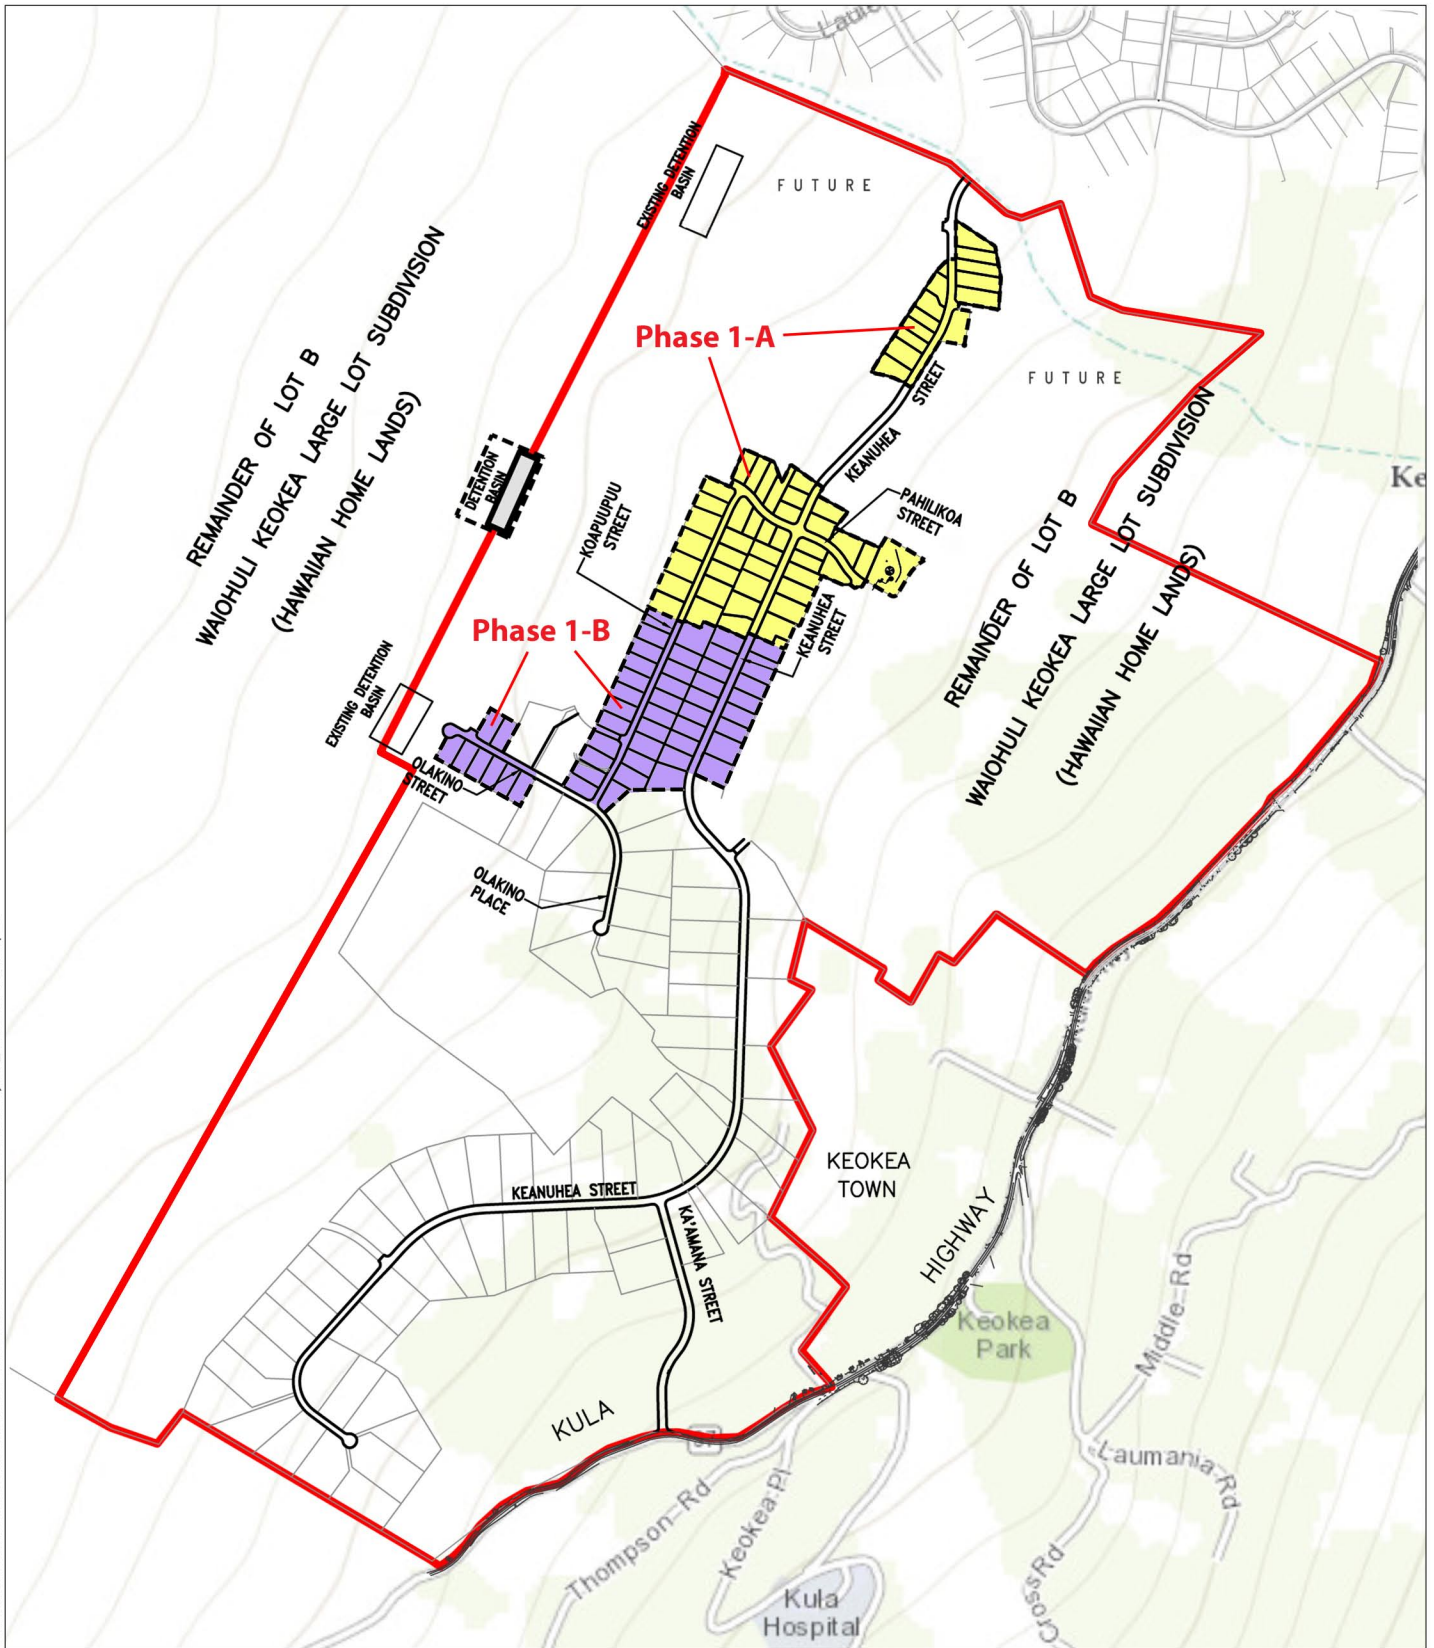 EXISTING DETENTION
BASIN
FUTURE
REMAINDER OF LOT B
WAIOHULI KEOKEA LARGE LOT SUBDIVISION
(HAWAIIAN HOME LANDS)
Phase 1-A
FUTURE
KEANUHEA
STREET
DETENTION
BASIN
KOAPUUPUU
STREET
PAHILIKOA
STREET
REMAINDER OF LOT B
WAIOHULI KEOKEA LARGE LOT SUBDIVISION
(HAWAIIAN HOME LANDS)
Phase 1-B
KEANUHEA
STREET
EXISTING DETENTION
BASIN
OLAKINO
STREET
OLAKINO
PLACE
KEOKEA
TOWN
KEANUHEA STREET
KA'AMANA STREET
KULA
HIGHWAY
Keokea
Park
Middle Rd
Laumania Rd
Thompson Rd
Keokea Pl
Cross Rd
Kula
Hospital
37